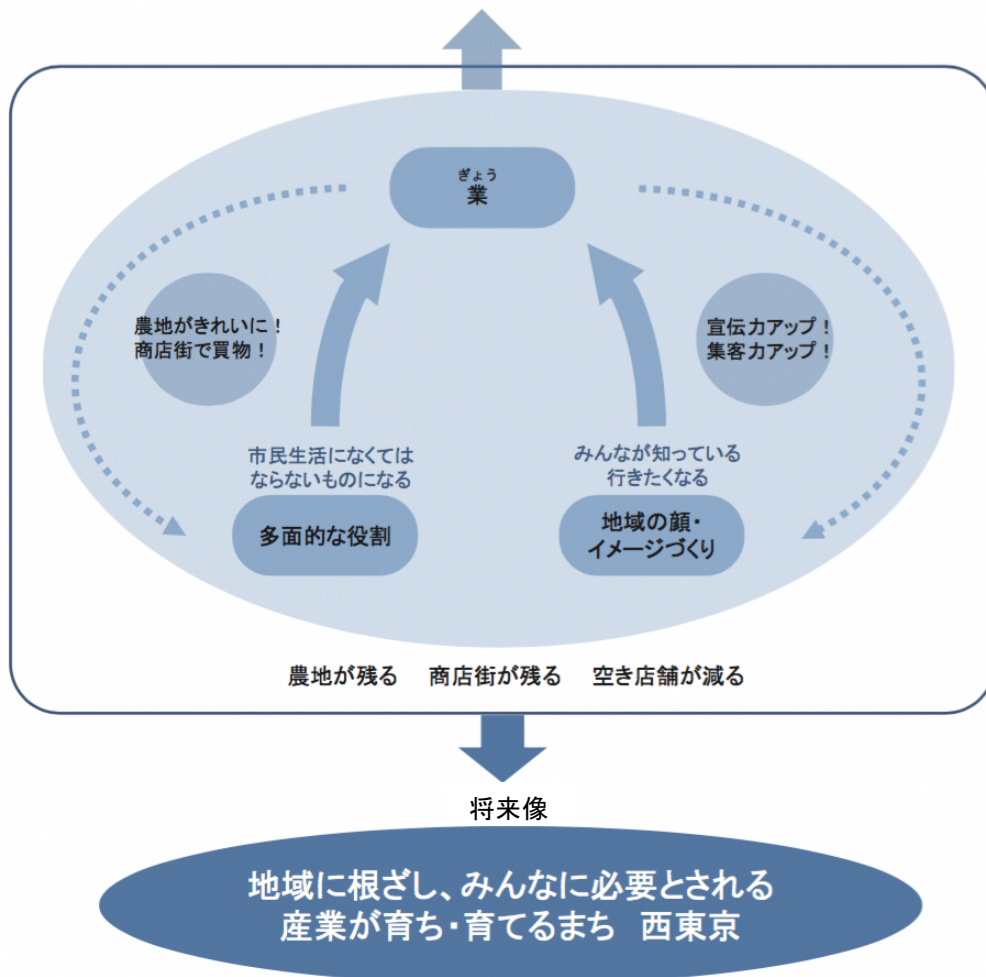 ぎょう
業
農地がきれいに！
商店街で買物！
宣伝力アップ！
集客力アップ！
市民生活になくては
ならないものになる
みんなが知っている
行きたくなる
多面的な役割
地域の顔・
イメージづくり
農地が残る　商店街が残る　空き店舗が減る
将来像
地域に根ざし、みんなに必要とされる
産業が育ち・育てるまち　西東京